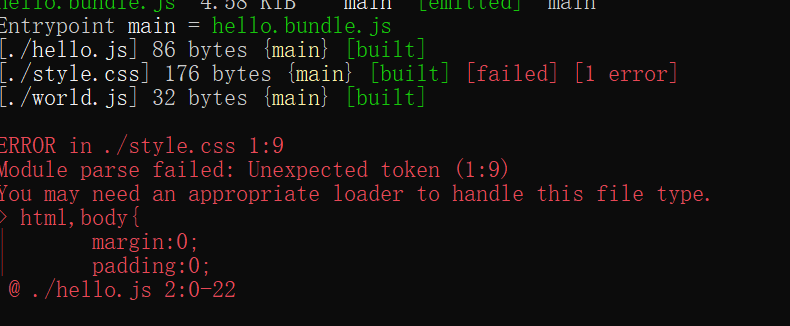 hello.bundle.js 4.58 KiB main [emitted] main
Entrypoint main = hello.bundle.js
[./hello.js] 86 bytes {main} [built]
[./style.css] 176 bytes {main} [built] [failed] [1 error]
[./world.js] 32 bytes {main} [built]
ERROR in ./style.css 1:9
Module parse failed: Unexpected token (1:9)
You may need an appropriate loader to handle this file type.
> html,body{
| margin:0;
| padding:0;
@ ./hello.js 2:0-22